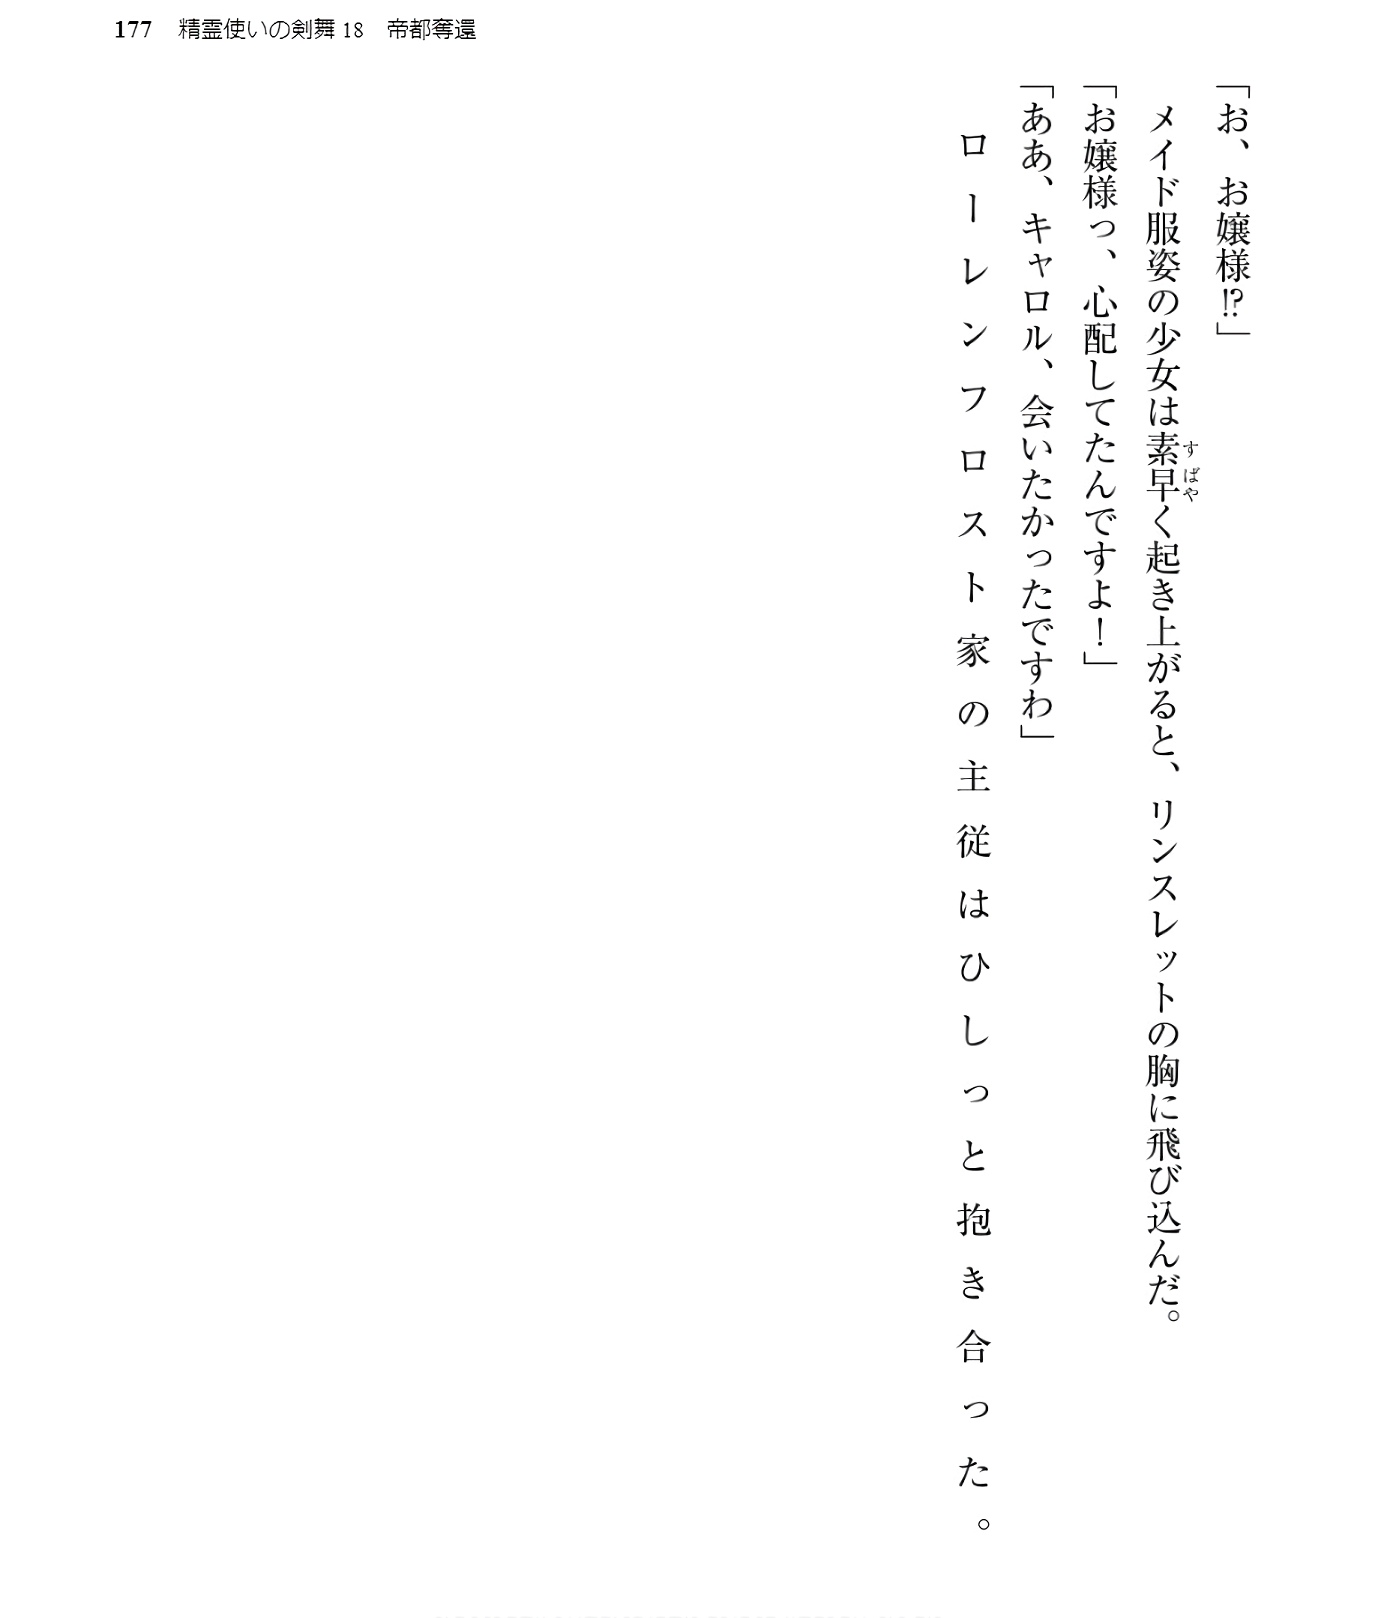 177 精霊使いの剣舞18 帝都奪還
「お、お嬢様⁉」
メイド服姿の少女は素早く起き上がると、リンスレットの胸に飛び込んだ。
すばや
「お嬢様っ、心配してたんですよ!」
「ああ、キャロル、会いたかったですわ」
ローレンフロスト家の主従はひしっと抱き合った。